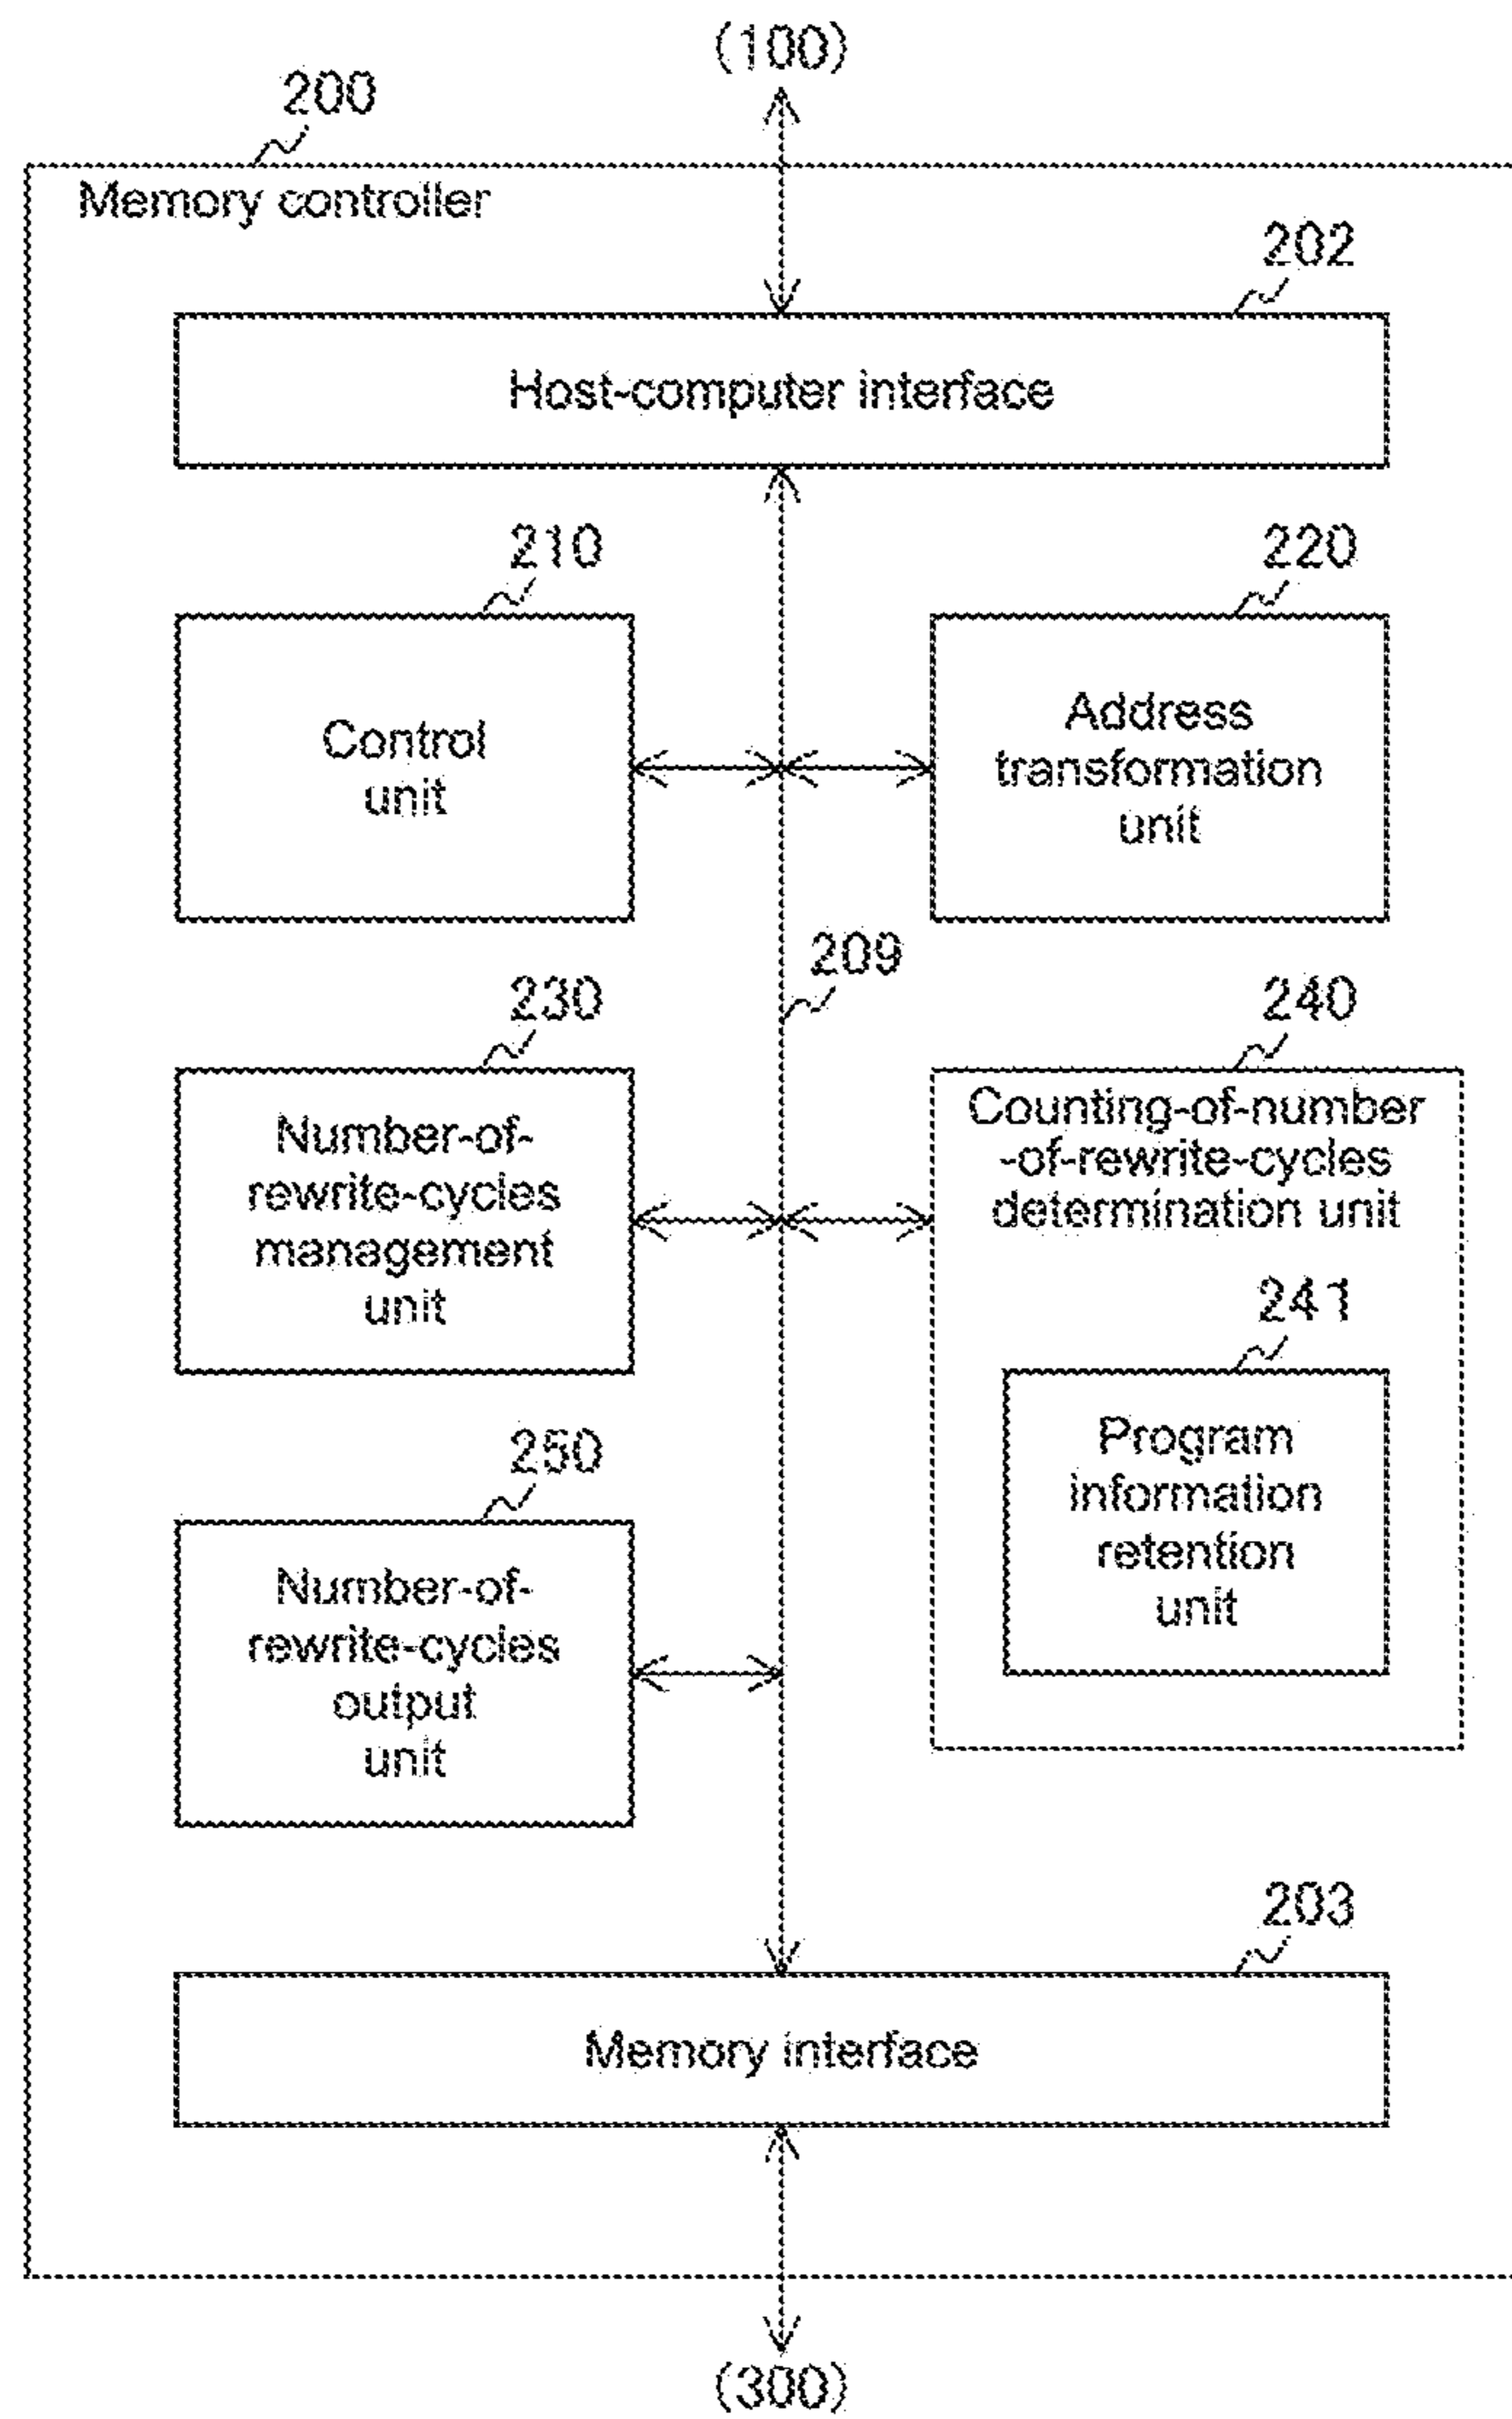 (100)
200
Memory controller
202
Host-computer interface
210
220
Control
unit
Address
transformation
unit
209
230
240
Number-of-
rewrite-cycles
management
unit
Counting-of-number
-of-rewrite-cycles
determination unit
241
Program
information
retention
unit
250
Number-of-
rewrite-cycles
output
unit
203
Memory interface
(300)